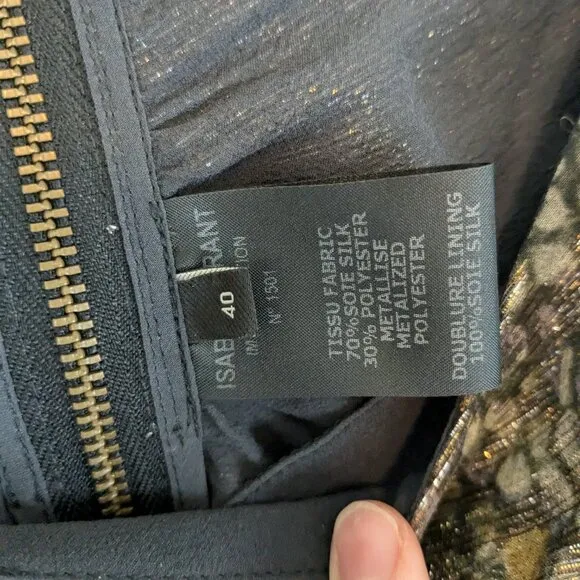 40
N° 1501
TISSU FABRIC
70%SOIE SILK
30% POLYESTER
METALLISE
METALIZED
POLYESTER
DOUBLURE LINING
100%SOIE SILK